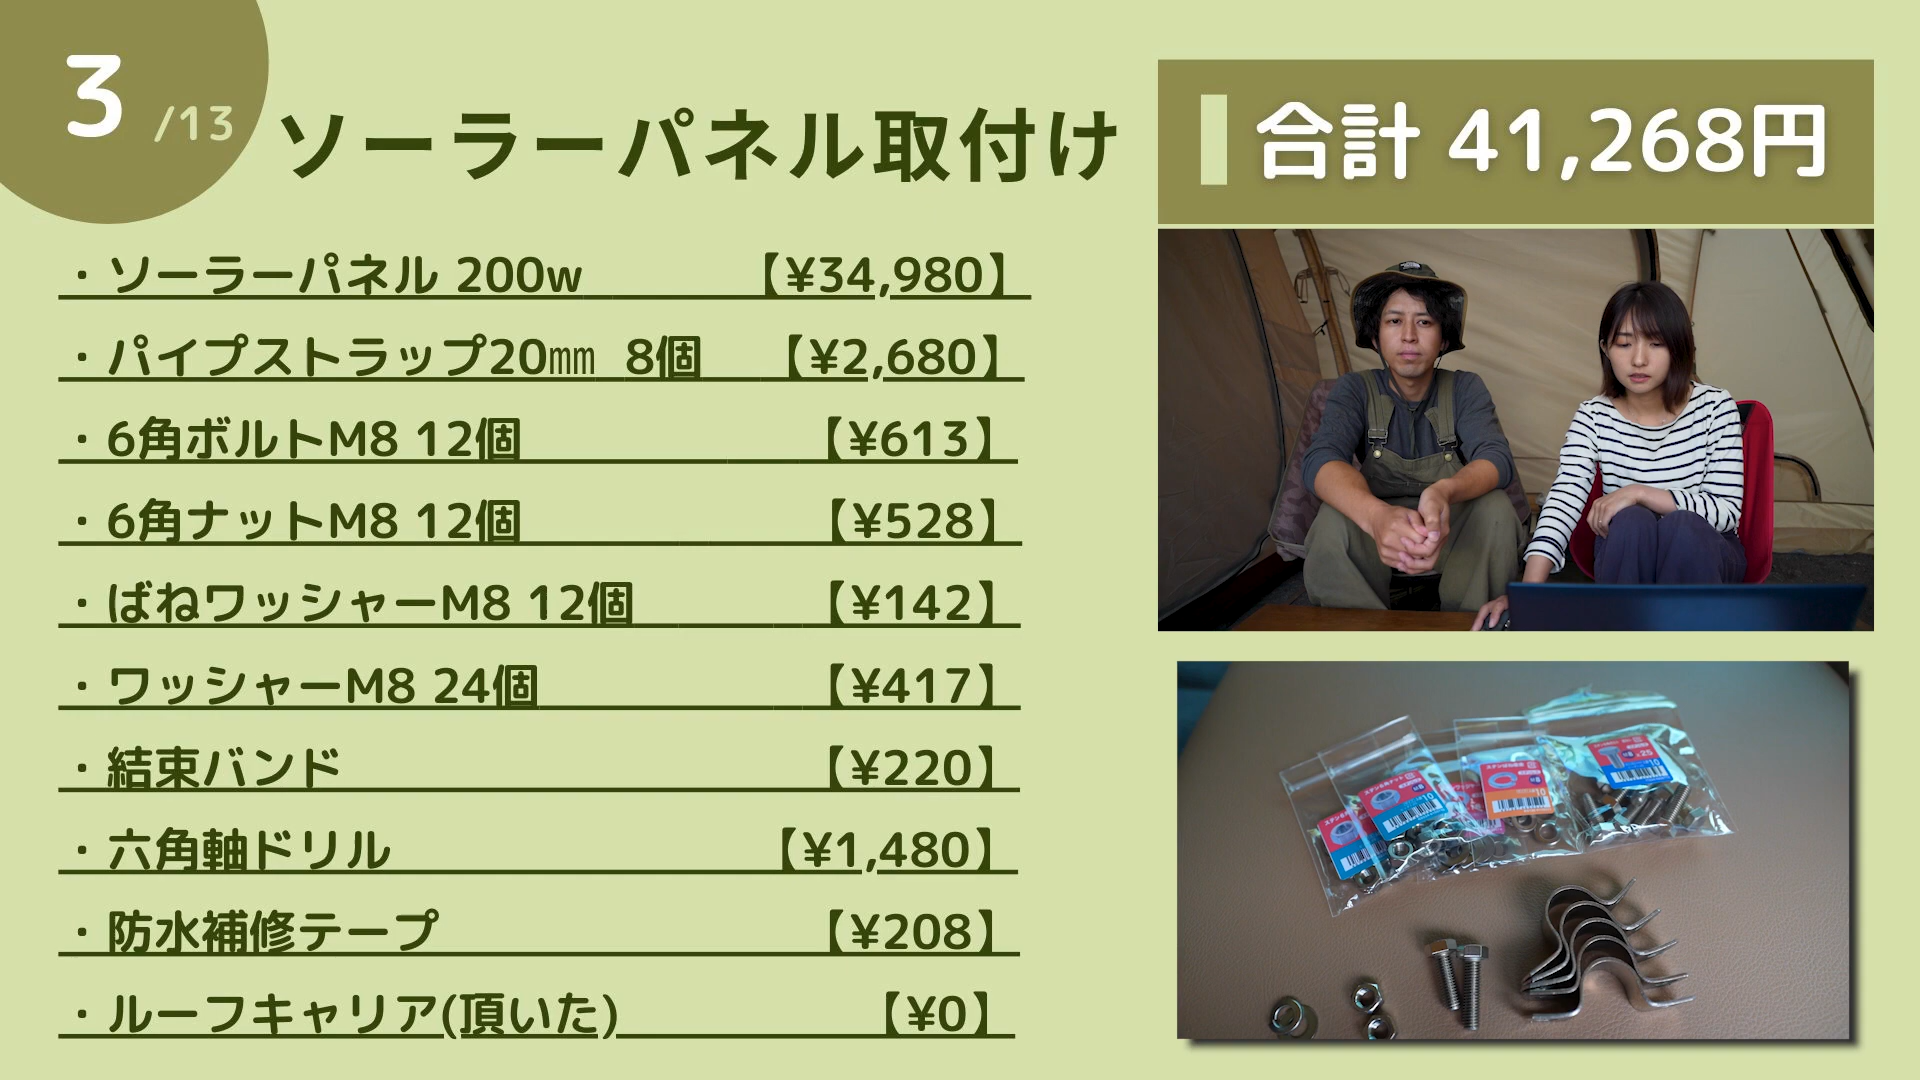 3 /13
ソーラーパネル取付け
合計 41,268円
・ソーラーパネル 200w 【¥34,980】
・パイプストラップ20㎜ 8個 【¥2,680】
・6角ボルトM8 12個 【¥613】
・6角ナットM8 12個 【¥528】
・ばねワッシャーM8 12個 【¥142】
・ワッシャーM8 24個 【¥417】
・結束バンド 【¥220】
・六角軸ドリル 【¥1,480】
・防水補修テープ 【¥208】
・ルーフキャリア(頂いた) 【¥0】